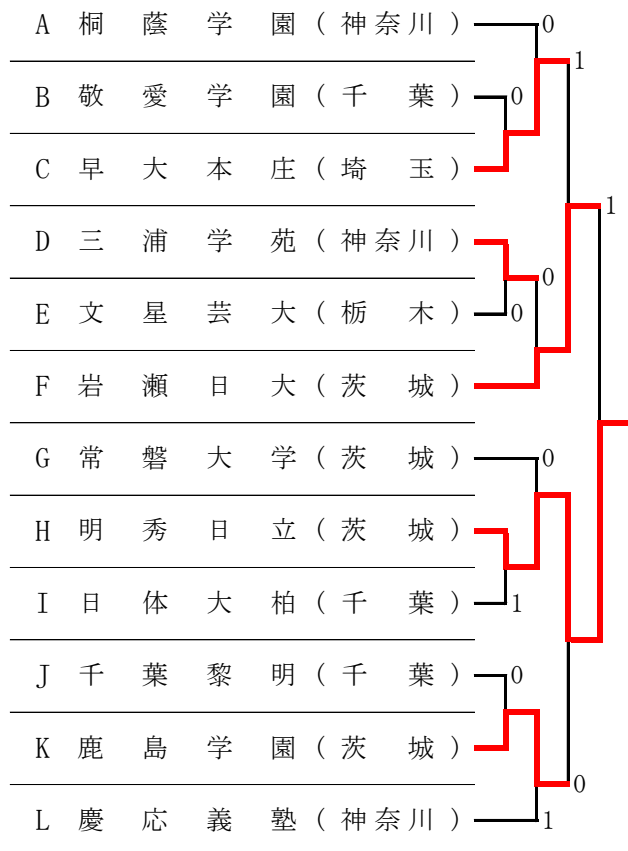 A 桐蔭学園(神奈川) 0
1
B 敬愛学園(千葉) 0
C 早大本庄(埼玉)
1
D 三浦学苑(神奈川)
0
E 文星芸大(栃木) 0
F 岩瀬日大(茨城)
G 常磐大学(茨城) 0
H 明秀日立(茨城)
I 日体大柏(千葉) 1
J 千葉黎明(千葉) 0
K 鹿島学園(茨城)
0
L 慶応義塾(神奈川) 1